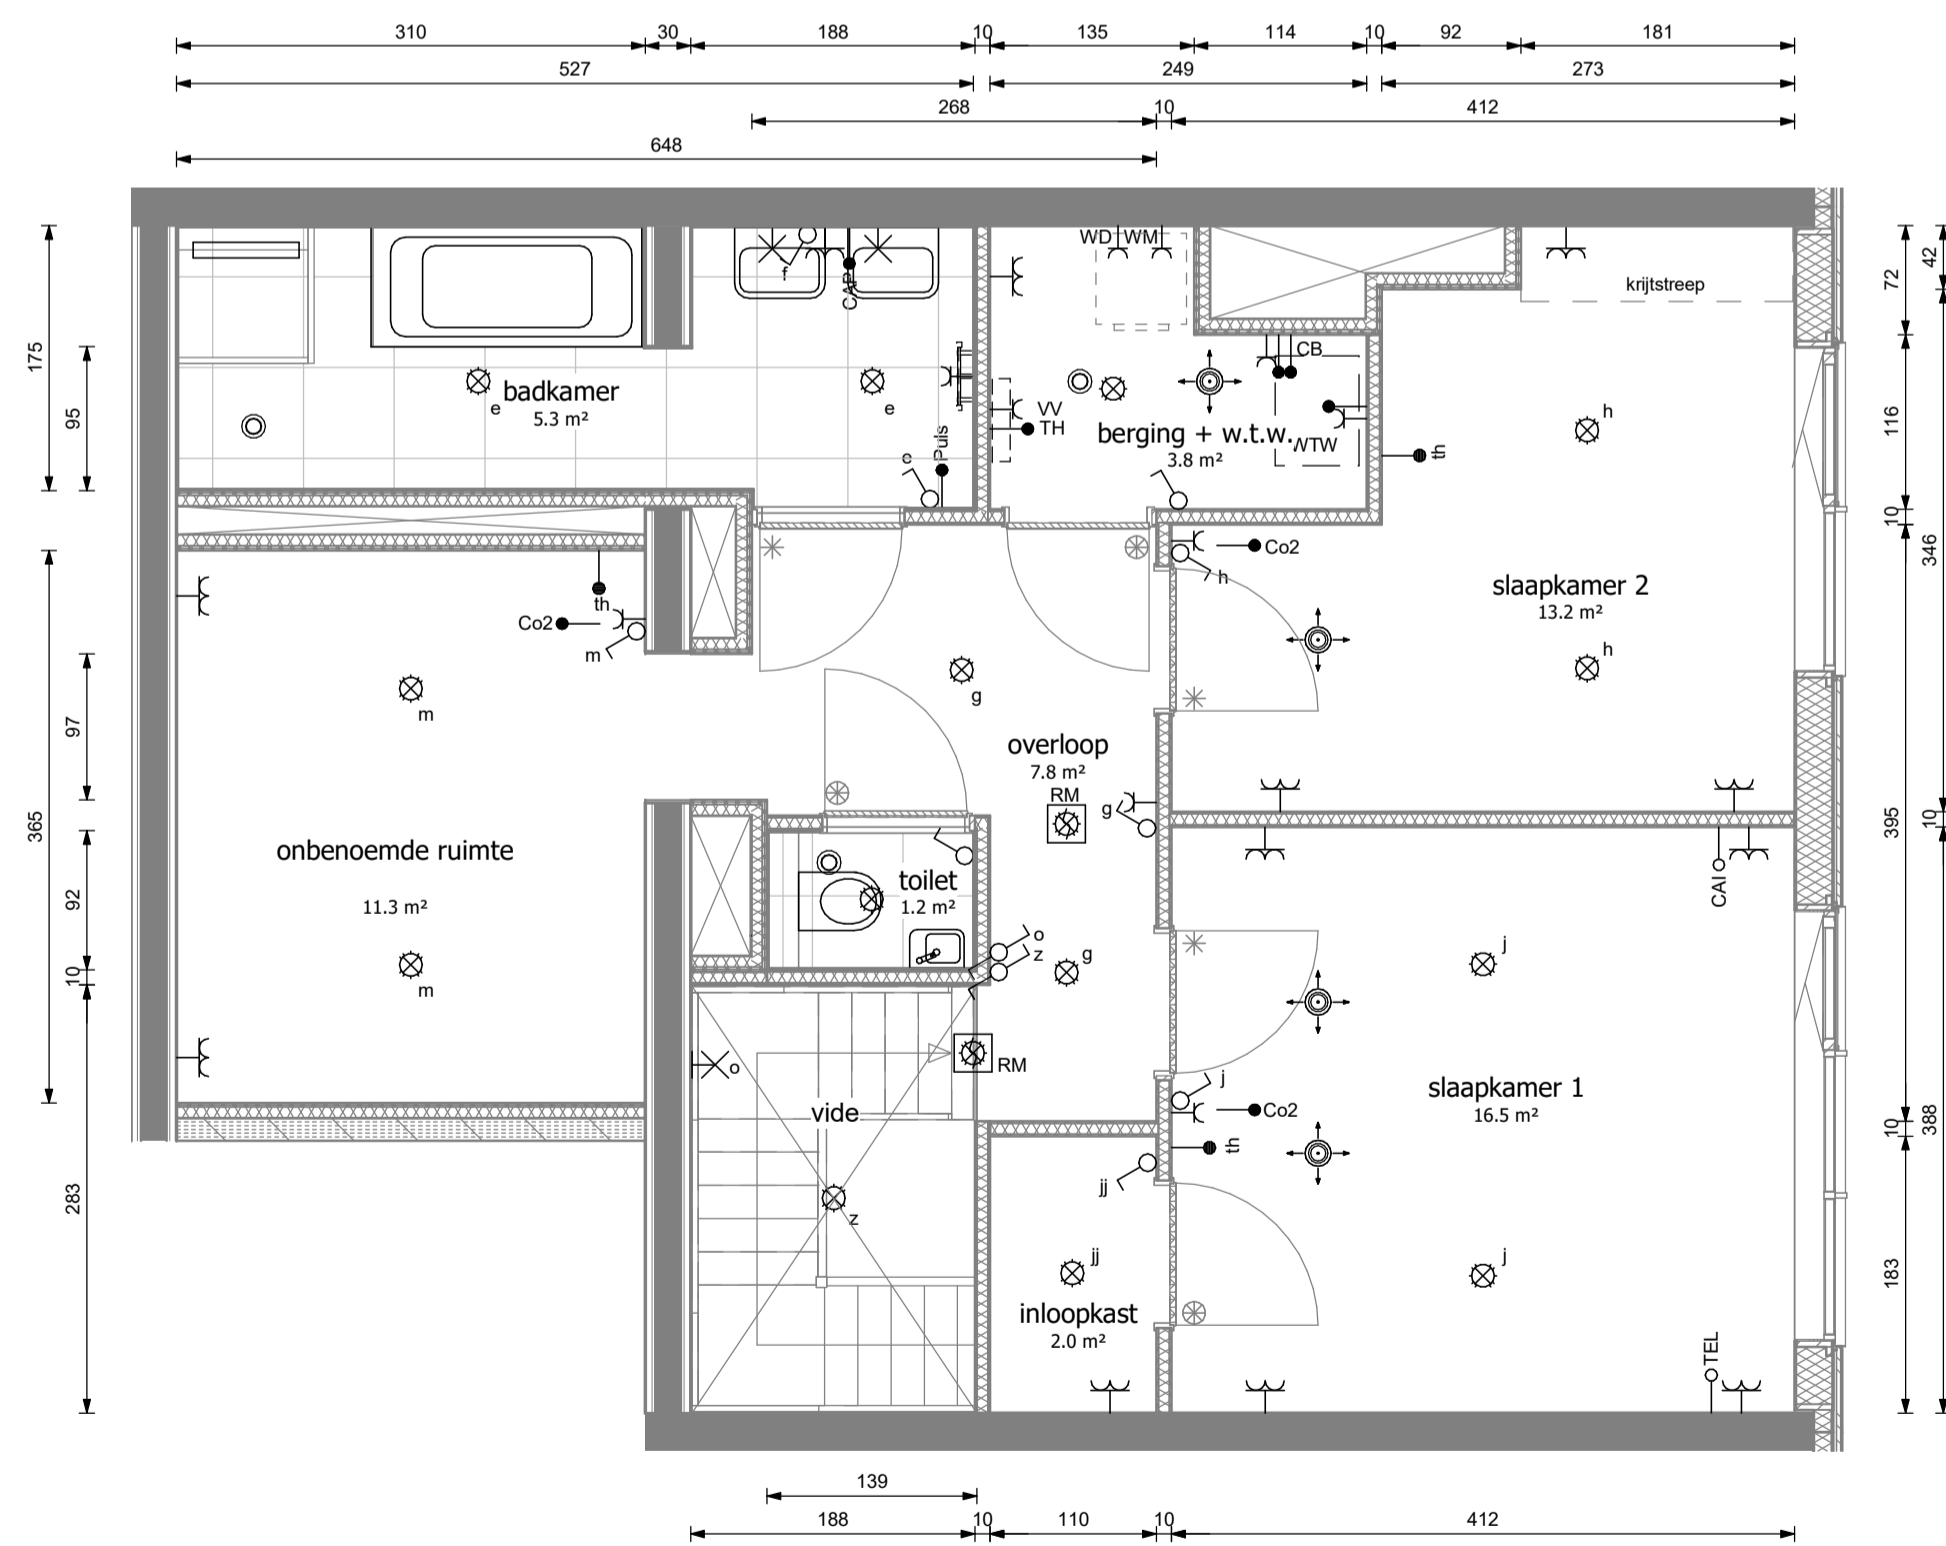 310 30 188 10 135 114 10 92 181
527 249 273
268 10 412
648
175
95
365
97
92
10
283
72
116
10
395
10
183
42
346
10
388
WD WM
krijtstreep
f
CAP
CB
badkamer
5.3 m²
e
e
VV
TH
berging + w.t.w.
3.8 m²
WTW
h
th
e
Puls
Co2
h
slaapkamer 2
13.2 m²
th
Co2
m
h
m
g
overloop
7.8 m²
RM
g
onbenoemde ruimte
11.3 m²
toilet
1.2 m²
CAI
o
z
g
j
m
RM
o
j
Co2
slaapkamer 1
16.5 m²
vide
th
jj
z
jj
j
inloopkast
2.0 m²
TEL
139
188 10 110 10 412